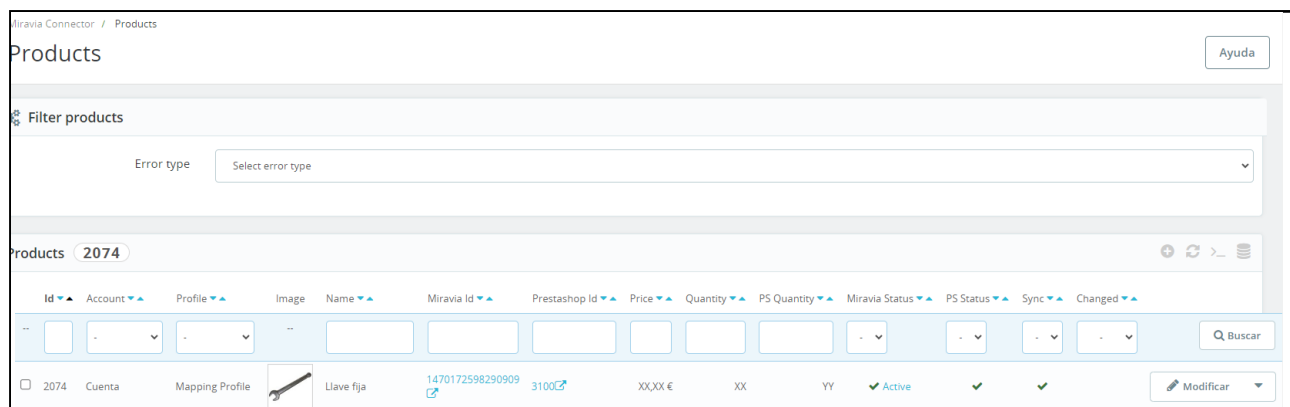 Miravia Connector / Products
Products
Ayuda
Filter products
Error type Select error type
Products 2074
Id Account Profile Image Name Miravia Id Prestashop Id Price Quantity PS Quantity Miravia Status PS Status Sync Changed
-- - - -- - - - - Buscar
2074 Cuenta Mapping Profile Llave fija 1470172598290909 3100 XX,XX € XX YY Active Modificar